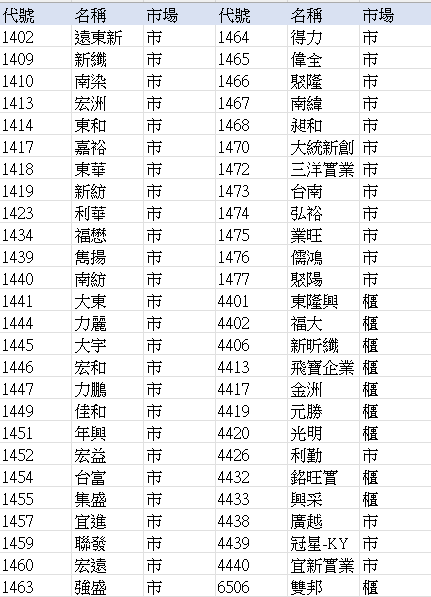 代號 名稱 市場 代號 名稱 市場
1402 遠東新 市 1464 得力 市
1409 新纖 市 1465 偉全 市
1410 南染 市 1466 聚隆 市
1413 宏洲 市 1467 南緯 市
1414 東和 市 1468 昶和 市
1417 嘉裕 市 1470 大統新創 市
1418 東華 市 1472 三洋實業 市
1419 新紡 市 1473 台南 市
1423 利華 市 1474 弘裕 市
1434 福懋 市 1475 業旺 市
1439 雋揚 市 1476 儒鴻 市
1440 南紡 市 1477 聚陽 市
1441 大東 市 4401 東隆興 櫃
1444 力麗 市 4402 福大 櫃
1445 大宇 市 4406 新昕纖 櫃
1446 宏和 市 4413 飛寶企業 櫃
1447 力鵬 市 4417 金洲 櫃
1449 佳和 市 4419 元勝 櫃
1451 年興 市 4420 光明 櫃
1452 宏益 市 4426 利勤 市
1454 台富 市 4432 銘旺實 櫃
1455 集盛 市 4433 興采 櫃
1457 宜進 市 4438 廣越 市
1459 聯發 市 4439 冠星-KY 市
1460 宏遠 市 4440 宜新實業 市
1463 強盛 市 6506 雙邦 櫃